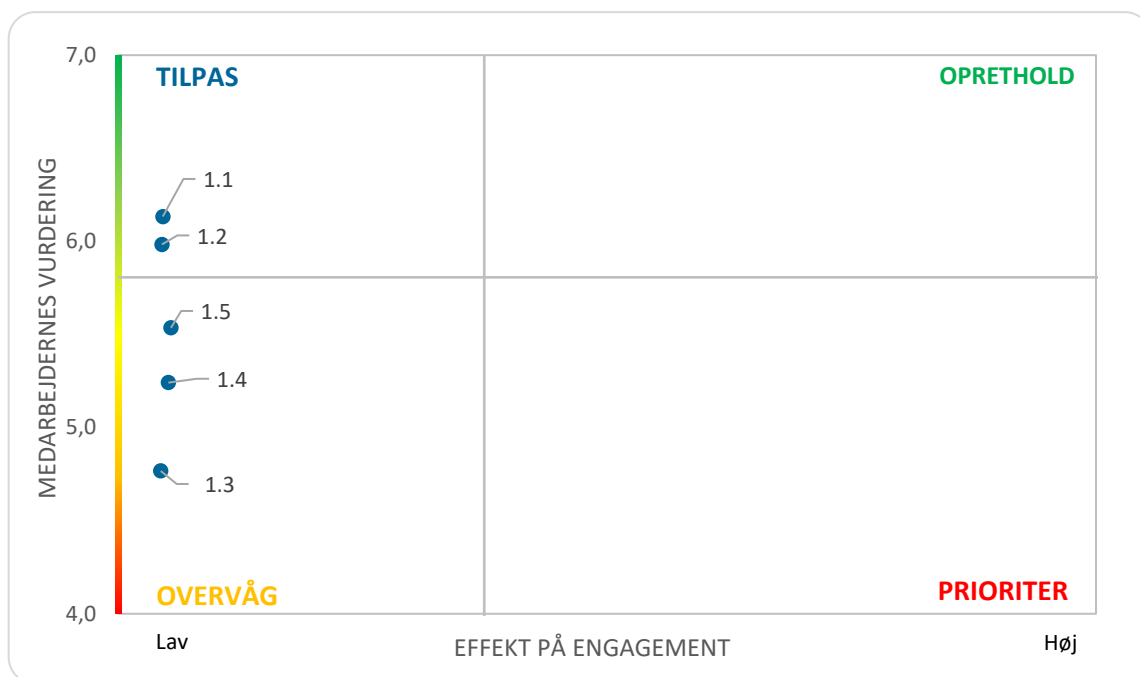 7,0
TILPAS
OPRETHOLD
1.1
1.2
6,0
1.5
1.4
5,0
1.3
MEDARBEJDERNES VURDERING
OVERVÅG
PRIORITER
4,0
Lav
EFFEKT PÅ ENGAGEMENT
Høj